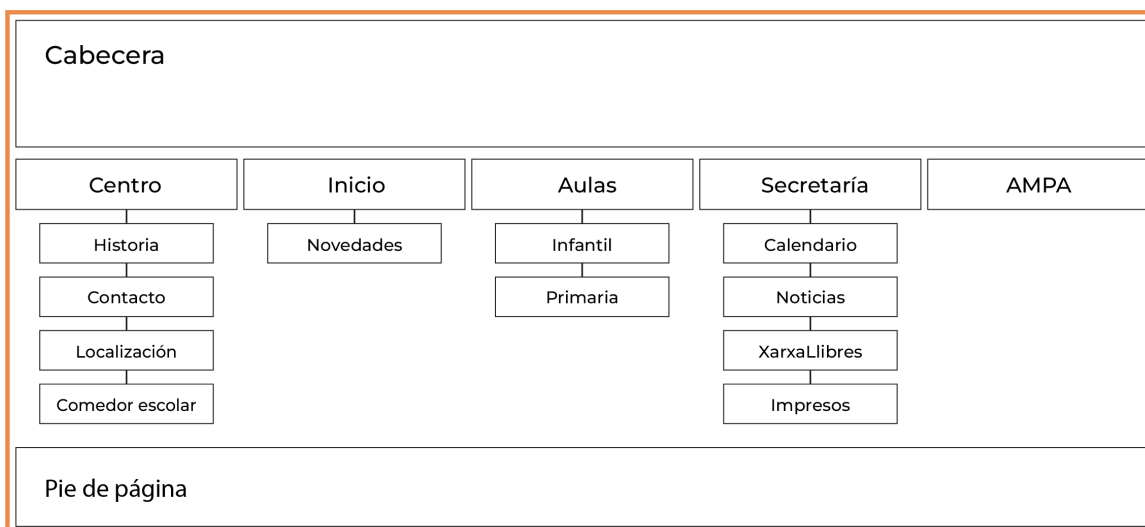 Cabecera
Centro
Inicio
Aulas
Secretaría
AMPA
Historia
Novedades
Infantil
Calendario
Contacto
Primaria
Noticias
Localización
XarxaLlibres
Comedor escolar
Impresos
Pie de página